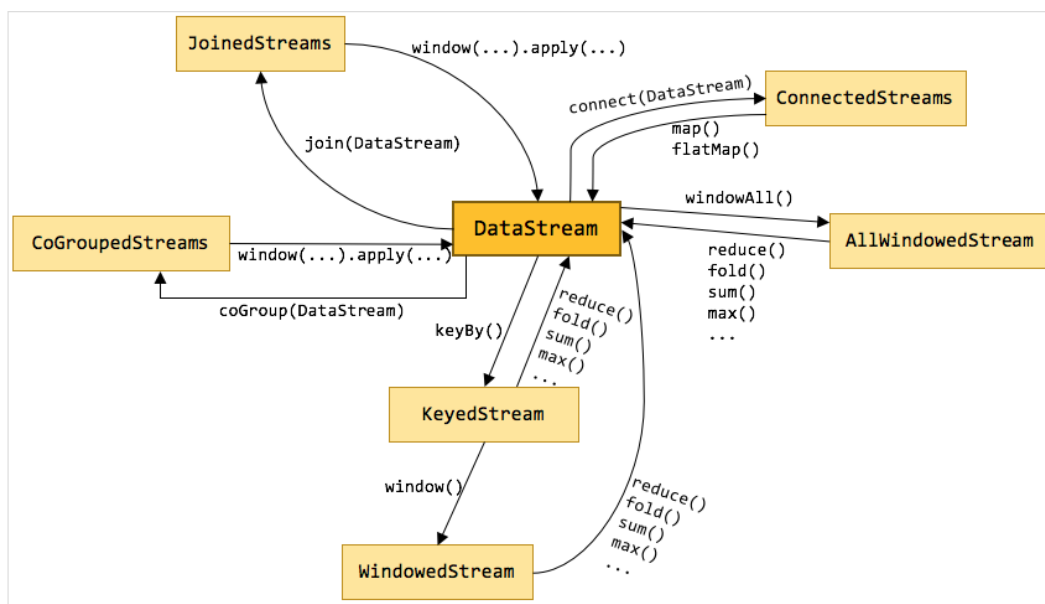 JoinedStreams
window(...).apply(...)
connect(DataStream)
ConnectedStreams
map()
flatMap()
join(DataStream)
windowAll()
DataStream
CoGroupedStreams
window(...).apply(...)
AllWindowedStream
reduce()
fold()
sum()
max()
...
coGroup(DataStream)
keyBy()
reduce()
fold()
sum()
max()
...
KeyedStream
window()
reduce()
fold()
sum()
max()
...
WindowedStream